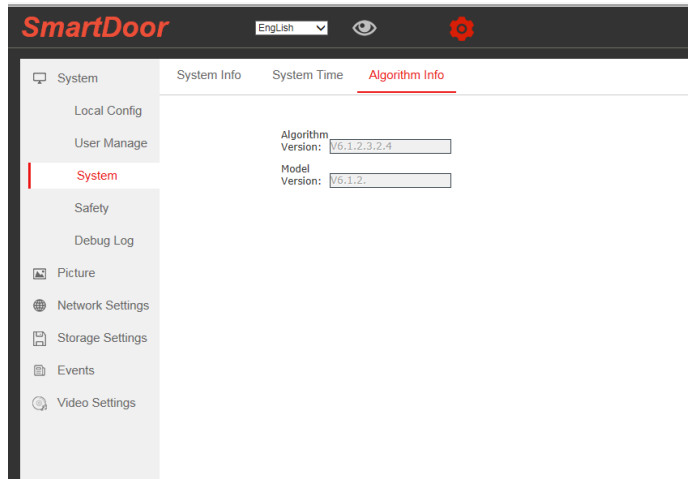 SmartDoor
EngLish
System
System Info
System Time
Algorithm Info
Local Config
User Manage
System
Safety
Debug Log
Picture
Network Settings
Storage Settings
Events
Video Settings
Algorithm
Version:
V6.1.2.3.2.4
Model
Version:
V6.1.2.